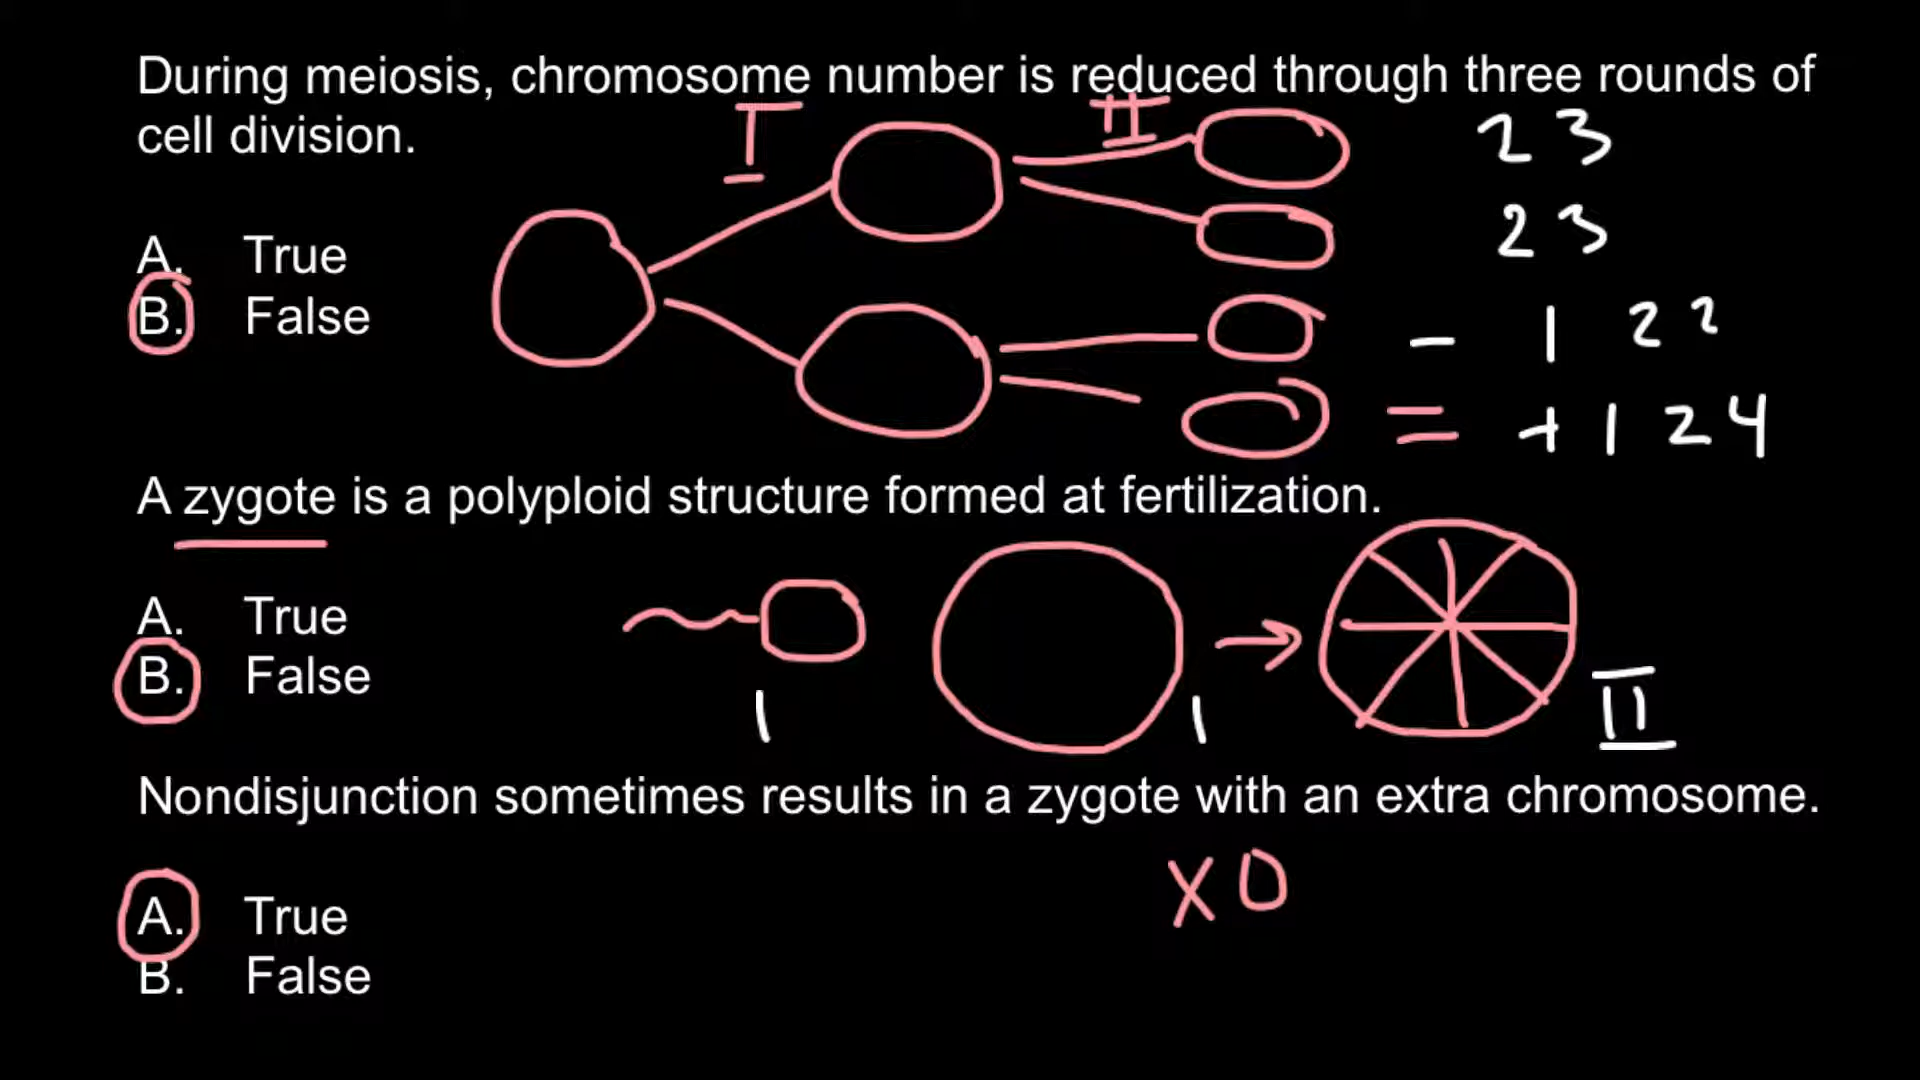 During meiosis, chromosome number is reduced through three rounds of
cell division.
I
II
23
23
A. True
B. False
- 1 22
= + 1 24
A zygote is a polyploid structure formed at fertilization.
A. True
B. False
1
1
II
Nondisjunction sometimes results in a zygote with an extra chromosome.
XO
A. True
B. False